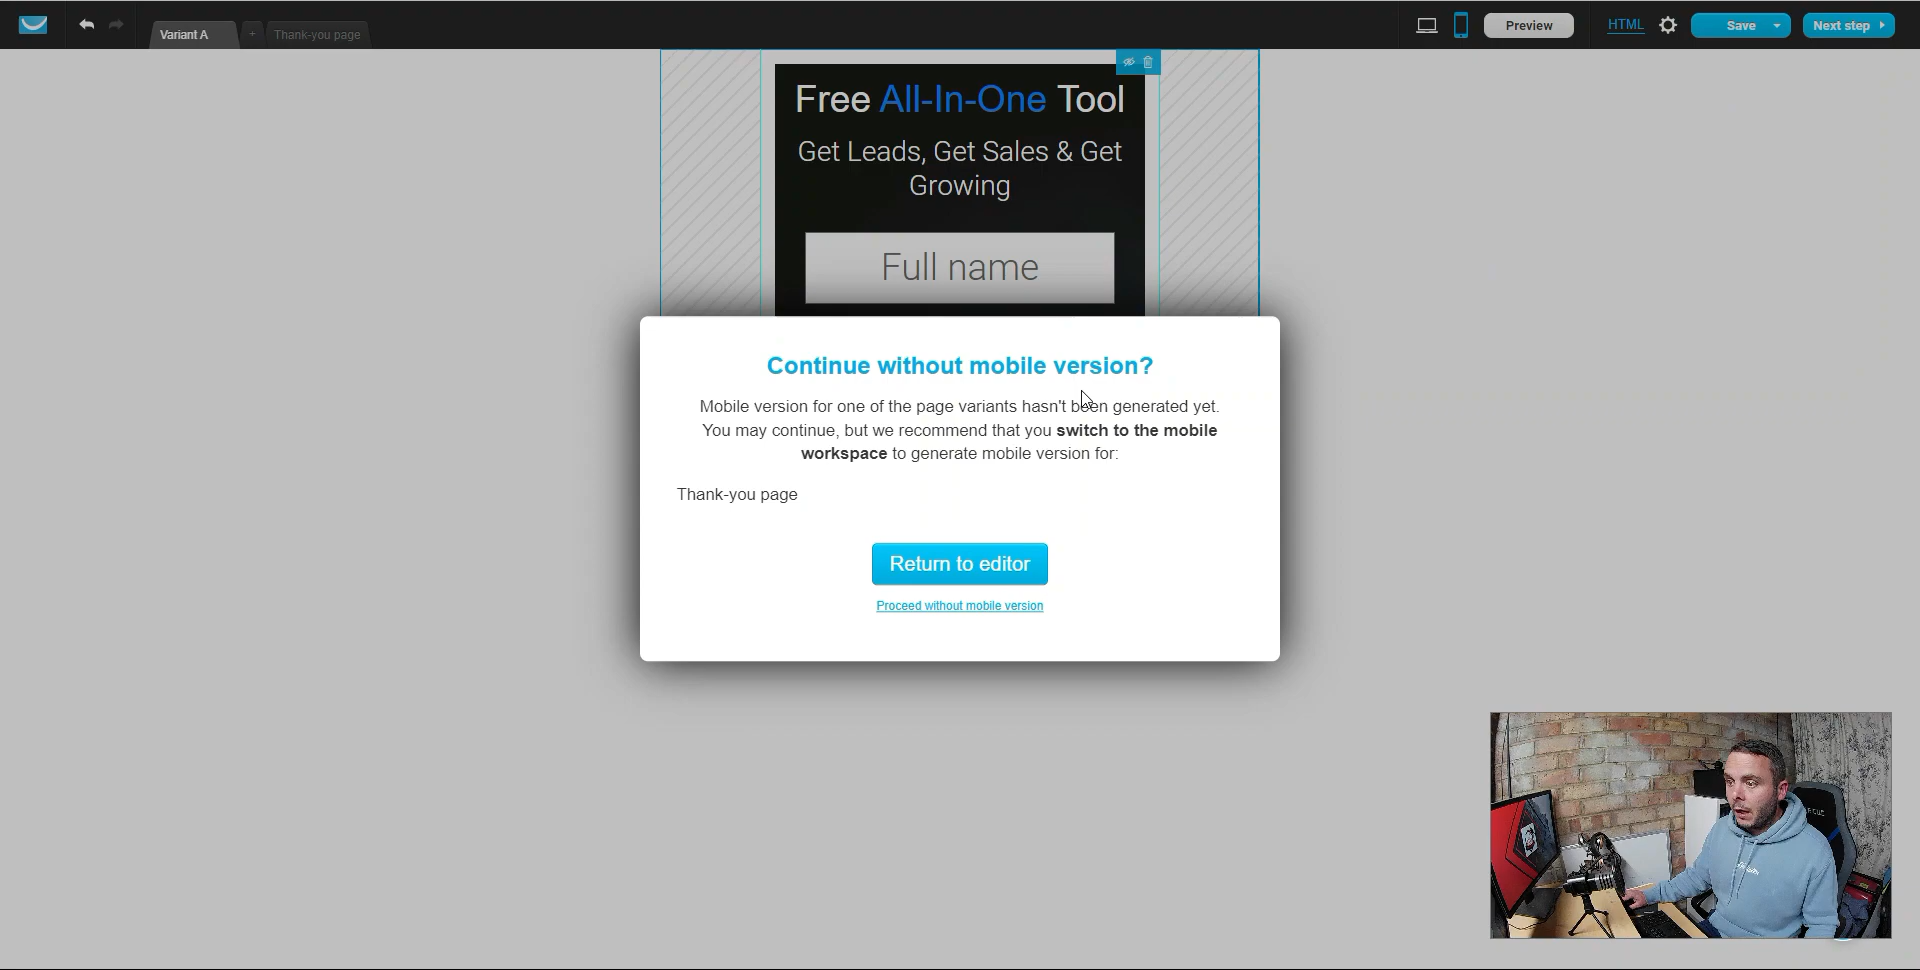 Variant A
+
Thank-you page
Preview
HTML
Save
Next step
Free All-In-One Tool
Get Leads, Get Sales & Get
Growing
Full name
Continue without mobile version?
Mobile version for one of the page variants hasn't been generated yet.
You may continue, but we recommend that you switch to the mobile
workspace to generate mobile version for:
Thank-you page
Return to editor
Proceed without mobile version